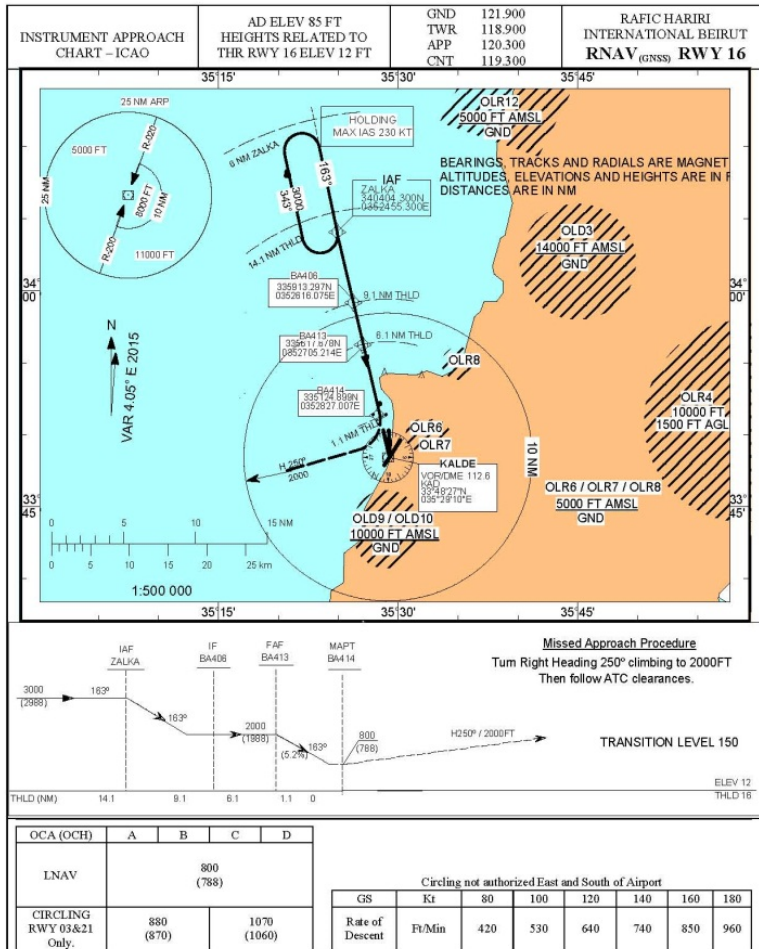 INSTRUMENT APPROACH
CHART – ICAO
AD ELEV 85 FT
HEIGHTS RELATED TO
THR RWY 16 ELEV 12 FT
GND 121.900
TWR 118.900
APP 120.300
CNT 119.300
RAFIC HARIRI
INTERNATIONAL BEIRUT
RNAV (GNSS) RWY 16
35°15' 35°30' 35°45'
25 NM ARP
5000 FT
R-020
25 NM
8000 FT
10 NM
R-200
11000 FT
HOLDING
MAX IAS 230 KT
6 NM ZALKA
163°
3000
343°
IAF
ZALKA
340404.300N
0352455.300E
14.1 NM THLD
OLR12
5000 FT AMSL
GND
BEARINGS, TRACKS AND RADIALS ARE MAGNET
ALTITUDES, ELEVATIONS AND HEIGHTS ARE IN F
DISTANCES ARE IN NM
OLD3
14000 FT AMSL
GND
34°
00'
34°
00'
BA406
335913.297N
0352616.075E
9.1 NM THLD
BA413
335617.678N
0352705.214E
6.1 NM THLD
N
VAR 4.05° E 2015
OLR8
BA414
335124.899N
0352827.007E
1.1 NM THLD
OLR4
10000 FT
1500 FT AGL
OLR6
OLR7
H 250°
2000
KALDE
VOR/DME 112.6
KAD
33°48'27"N
035°29'10"E
10 NM
OLR6 / OLR7 / OLR8
5000 FT AMSL
GND
33°
45'
33°
45'
OLD9 / OLD10
10000 FT AMSL
GND
0 5 10 15 NM
0 5 10 15 20 25 km
1:500 000
35°15' 35°30' 35°45'
IAF
ZALKA
IF
BA406
FAF
BA413
MAPT
BA414
Missed Approach Procedure
Turn Right Heading 250° climbing to 2000FT
Then follow ATC clearances.
3000
(2988)
163°
163°
2000
(1988)
(5.2%)
163°
800
(788)
H250° / 2000FT
TRANSITION LEVEL 150
ELEV 12
THLD 16
THLD (NM) 14.1 9.1 6.1 1.1 0
OCA (OCH) A B C D
LNAV
800
(788)
CIRCLING
RWY 03&21
Only.
880
(870)
1070
(1060)
Circling not authorized East and South of Airport
GS Kt 80 100 120 140 160 180
Rate of
Descent
Ft/Min 420 530 640 740 850 960